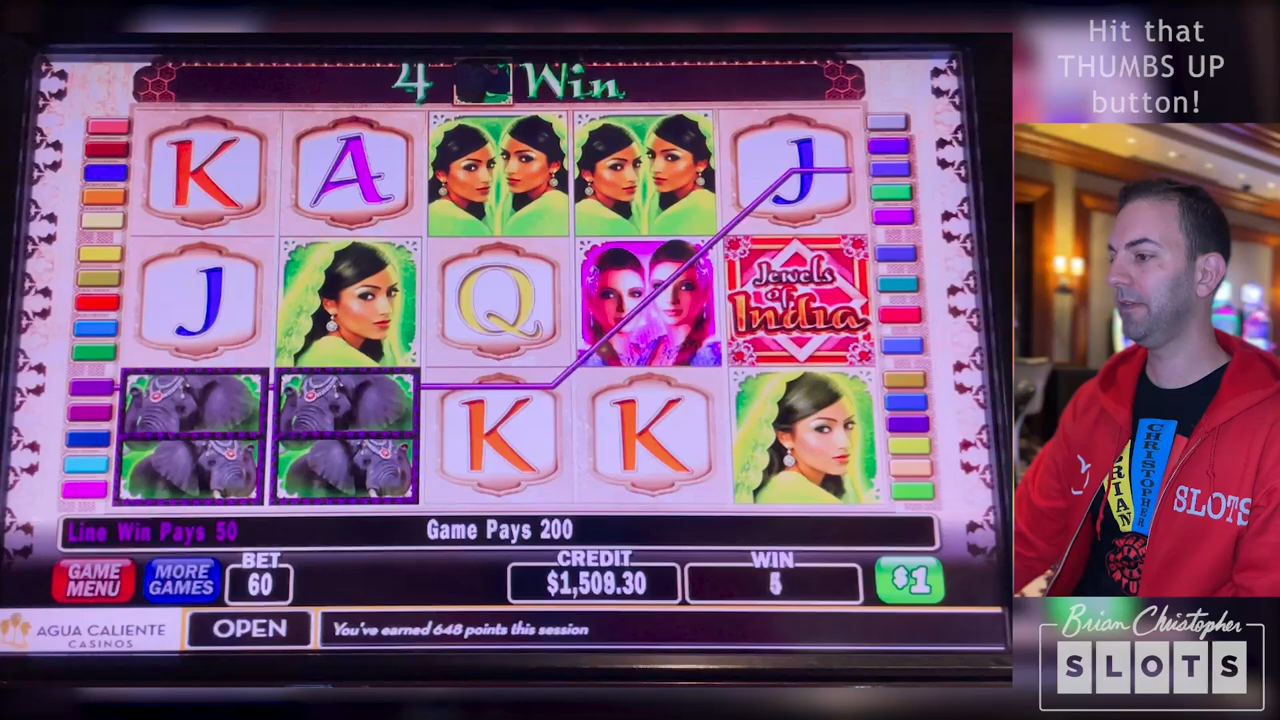 Hit that
THUMBS UP
button!
4 Win
K A J
J Q Jewels of India
K K
Line Win Pays 50 Game Pays 200
GAME MENU MORE GAMES BET 60 CREDIT $1,509.30 WIN 5 $1
AGUA CALIENTE CASINOS OPEN You've earned 648 points this session
BRIAN CHRISTOPHER SLOTS
Brian Christopher
SLOTS